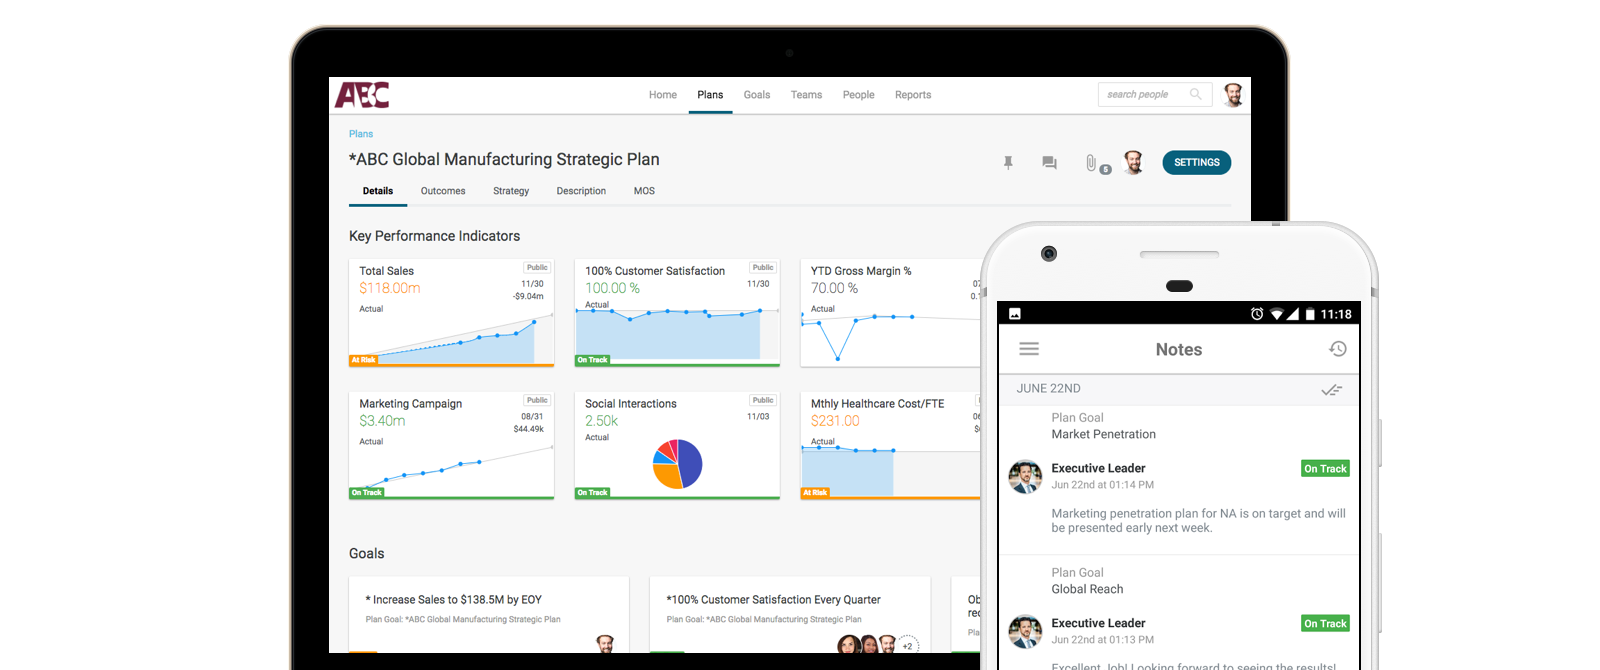 ABC
Home Plans Goals Teams People Reports
search people
Plans
*ABC Global Manufacturing Strategic Plan
5
SETTINGS
Details Outcomes Strategy Description MOS
Key Performance Indicators
Total Sales
Public
$118.00m
11/30
-$9.04m
Actual
At Risk
100% Customer Satisfaction
Public
100.00 %
11/30
Actual
On Track
YTD Gross Margin %
70.00 %
Actual
Marketing Campaign
Public
$3.40m
08/31
$44.49k
Actual
On Track
Social Interactions
Public
2.50k
11/03
Actual
On Track
Mthly Healthcare Cost/FTE
$231.00
Actual
At Risk
Goals
* Increase Sales to $138.5M by EOY
Plan Goal: *ABC Global Manufacturing Strategic Plan
*100% Customer Satisfaction Every Quarter
Plan Goal: *ABC Global Manufacturing Strategic Plan
+2
11:18
Notes
JUNE 22ND
Plan Goal
Market Penetration
Executive Leader
On Track
Jun 22nd at 01:14 PM
Marketing penetration plan for NA is on target and will
be presented early next week.
Plan Goal
Global Reach
Executive Leader
On Track
Jun 22nd at 01:13 PM
Excellent Job! Looking forward to seeing the results!